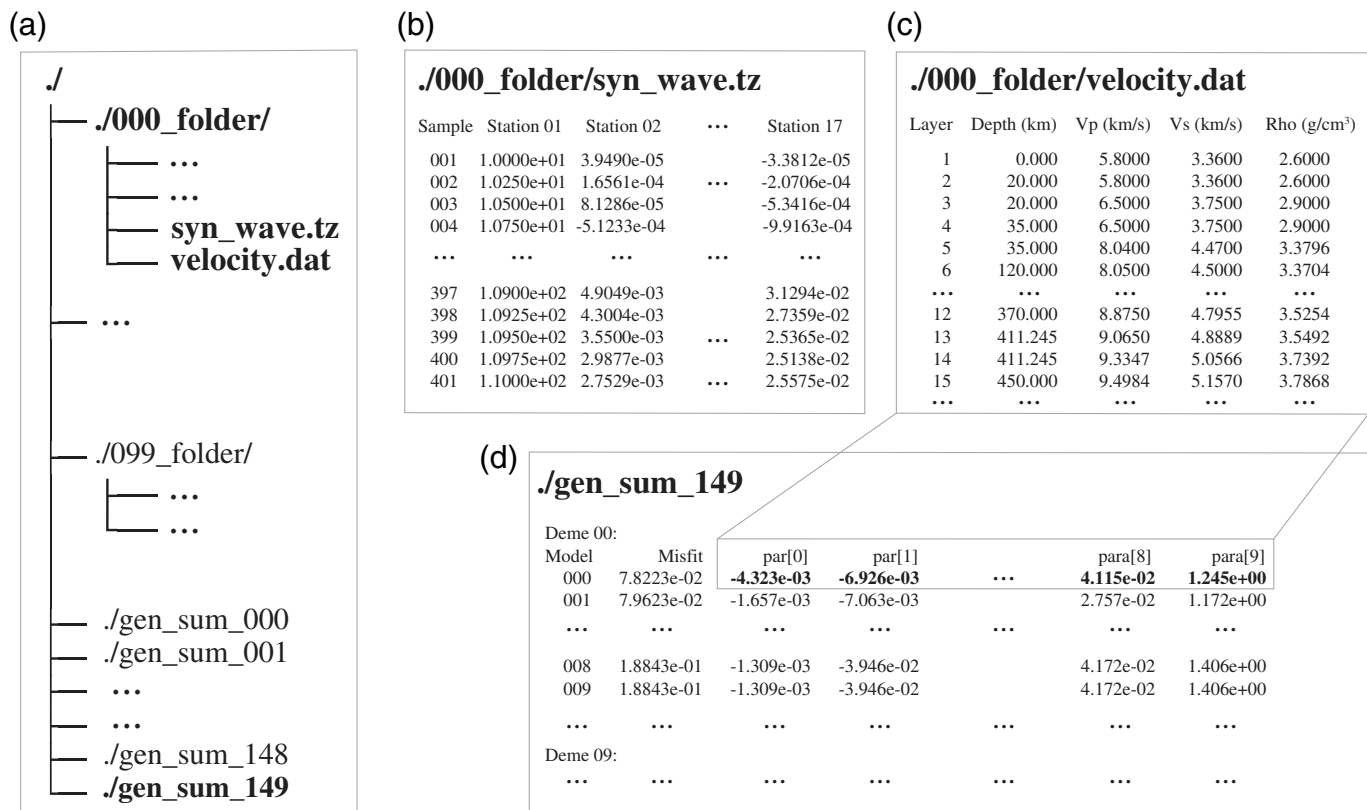 (a)
./
./000_folder/
...
...
syn_wave.tz
velocity.dat
...
./099_folder/
...
...
./gen_sum_000
./gen_sum_001
...
...
./gen_sum_148
./gen_sum_149
(b)
./000_folder/syn_wave.tz
Sample Station 01 Station 02 ... Station 17
001 1.0000e+01 3.9490e-05 -3.3812e-05
002 1.0250e+01 1.6561e-04 ... -2.0706e-04
003 1.0500e+01 8.1286e-05 -5.3416e-04
004 1.0750e+01 -5.1233e-04 -9.9163e-04
... ... ... ... ...
397 1.0900e+02 4.9049e-03 3.1294e-02
398 1.0925e+02 4.3004e-03 2.7359e-02
399 1.0950e+02 3.5500e-03 ... 2.5365e-02
400 1.0975e+02 2.9877e-03 2.5138e-02
401 1.1000e+02 2.7529e-03 ... 2.5575e-02
(c)
./000_folder/velocity.dat
Layer Depth (km) Vp (km/s) Vs (km/s) Rho (g/cm³)
1 0.000 5.8000 3.3600 2.6000
2 20.000 5.8000 3.3600 2.6000
3 20.000 6.5000 3.7500 2.9000
4 35.000 6.5000 3.7500 2.9000
5 35.000 8.0400 4.4700 3.3796
6 120.000 8.0500 4.5000 3.3704
... ... ... ... ...
12 370.000 8.8750 4.7955 3.5254
13 411.245 9.0650 4.8889 3.5492
14 411.245 9.3347 5.0566 3.7392
15 450.000 9.4984 5.1570 3.7868
... ... ... ... ...
(d)
./gen_sum_149
Deme 00:
Model Misfit par[0] par[1] para[8] para[9]
000 7.8223e-02 -4.323e-03 -6.926e-03 ... 4.115e-02 1.245e+00
001 7.9623e-02 -1.657e-03 -7.063e-03 2.757e-02 1.172e+00
... ... ... ... ... ... ...
008 1.8843e-01 -1.309e-03 -3.946e-02 4.172e-02 1.406e+00
009 1.8843e-01 -1.309e-03 -3.946e-02 4.172e-02 1.406e+00
... ... ... ... ... ... ...
Deme 09:
... ... ... ... ... ... ...